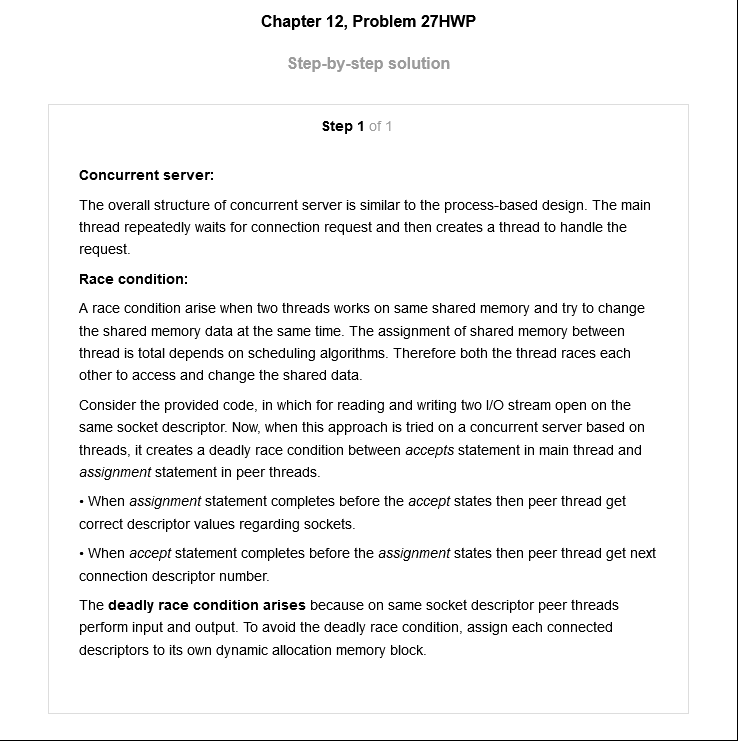 Chapter 12, Problem 27HWP
Step-by-step solution
Step 1 of 1
Concurrent server:
The overall structure of concurrent server is similar to the process-based design. The main
thread repeatedly waits for connection request and then creates a thread to handle the
request.
Race condition:
A race condition arise when two threads works on same shared memory and try to change
the shared memory data at the same time. The assignment of shared memory between
thread is total depends on scheduling algorithms. Therefore both the thread races each
other to access and change the shared data.
Consider the provided code, in which for reading and writing two I/O stream open on the
same socket descriptor. Now, when this approach is tried on a concurrent server based on
threads, it creates a deadly race condition between accepts statement in main thread and
assignment statement in peer threads.
• When assignment statement completes before the accept states then peer thread get
correct descriptor values regarding sockets.
• When accept statement completes before the assignment states then peer thread get next
connection descriptor number.
The deadly race condition arises because on same socket descriptor peer threads
perform input and output. To avoid the deadly race condition, assign each connected
descriptors to its own dynamic allocation memory block.